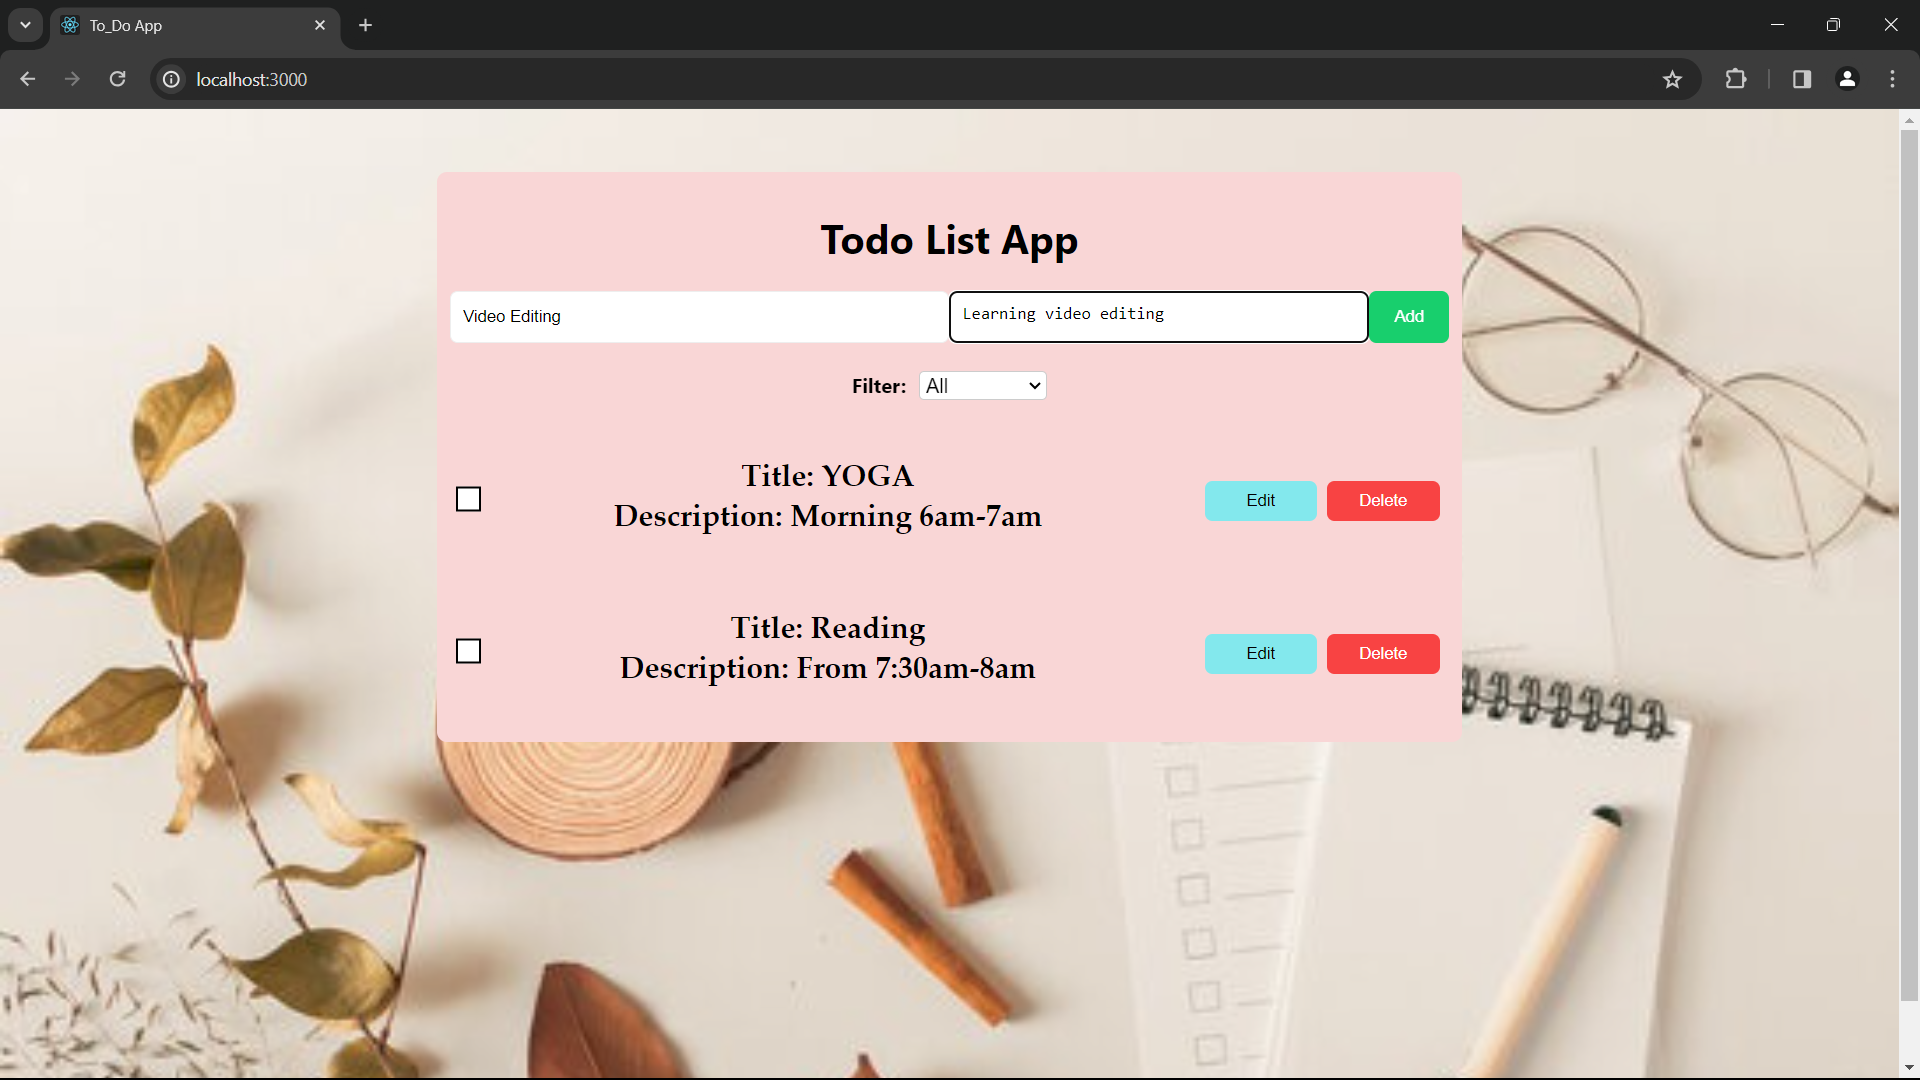 To_Do App
localhost:3000
Todo List App
Video Editing
Learning video editing
Add
Filter: All
Title: YOGA
Description: Morning 6am-7am
Edit
Delete
Title: Reading
Description: From 7:30am-8am
Edit
Delete